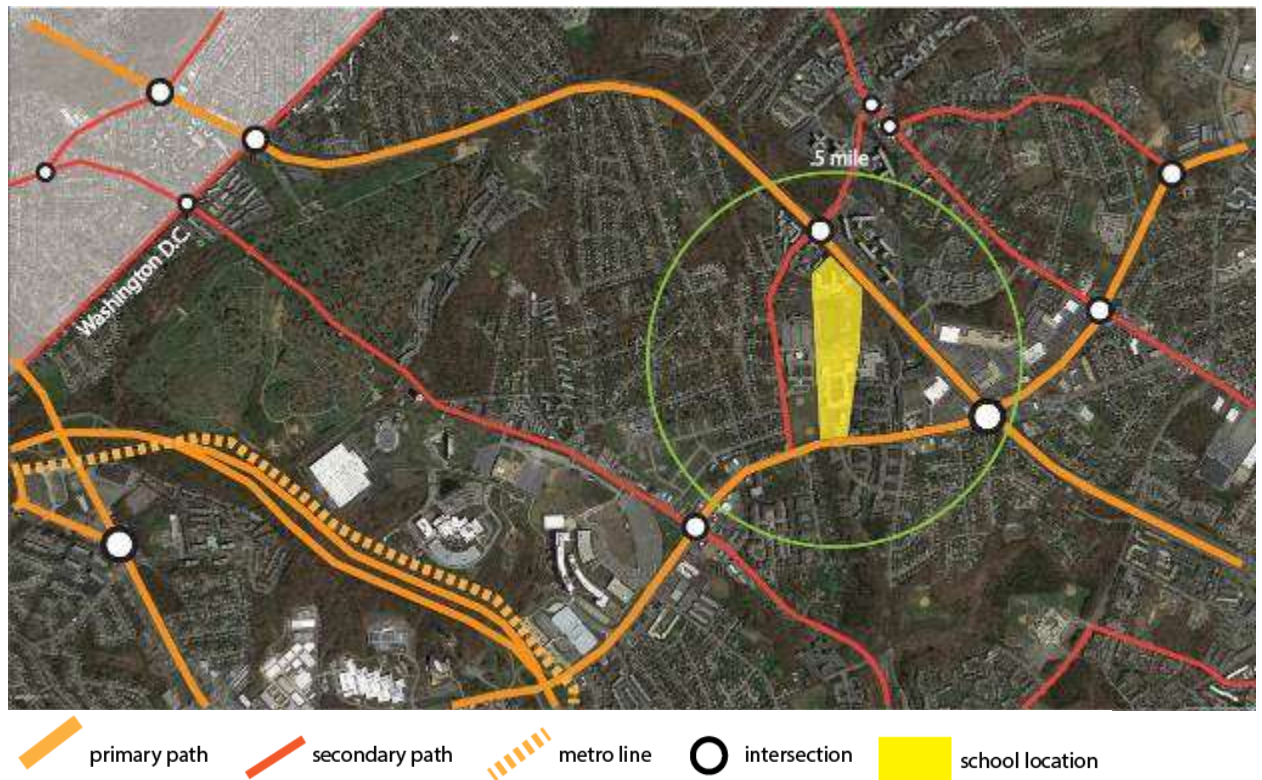 .5 mile
Washington D.C.
primary path
secondary path
metro line
intersection
school location